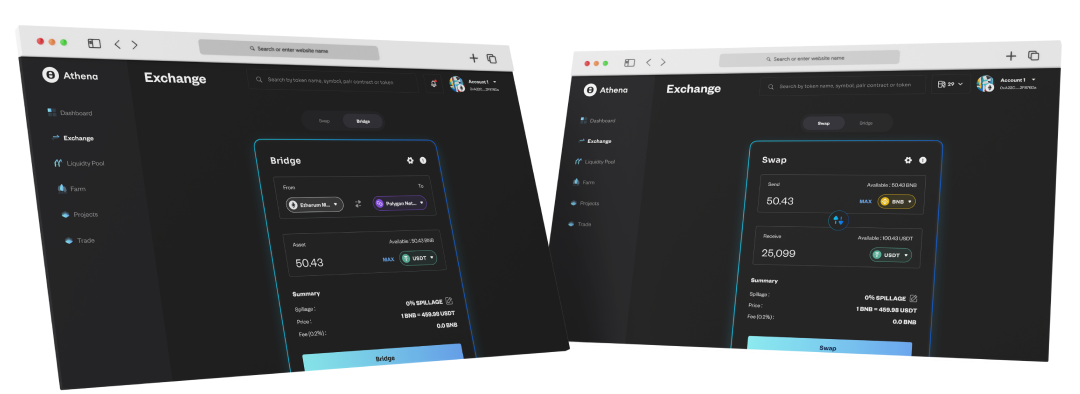 Search or enter website name
Athena
Exchange
Search by token name, symbol, pair contract or token
Account 1
Dashboard
Exchange
Liquidity Pool
Farm
Projects
Trade
Swap
Bridge
Bridge
From
To
Etherum M...
Polygon Net...
Asset
Available : 50.43 BNB
50.43
MAX
USDT
Summary
Spillage :
0% SPILLAGE
Price :
1 BNB = 459.98 USDT
Fee (0.2%) :
0.0 BNB
Bridge
Search or enter website name
Athena
Exchange
Search by token name, symbol, pair contract or token
29
Account 1
Dashboard
Exchange
Liquidity Pool
Farm
Projects
Trade
Swap
Bridge
Swap
Send
Available : 50.43 BNB
50.43
MAX
BNB
Receive
Available : 100.43 USDT
25,099
USDT
Summary
Spillage :
0% SPILLAGE
Price :
1 BNB = 459.98 USDT
Fee (0.2%) :
0.0 BNB
Swap